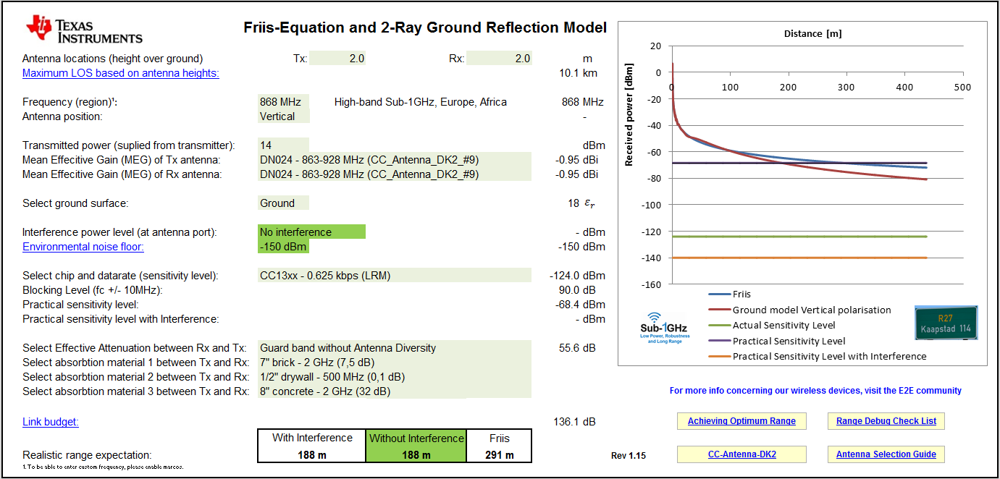 TEXAS
INSTRUMENTS
Friis-Equation and 2-Ray Ground Reflection Model
Antenna locations (height over ground) Tx: 2.0 Rx: 2.0 m
Maximum LOS based on antenna heights: 10.1 km
Frequency (region)¹: 868 MHz High-band Sub-1GHz, Europe, Africa 868 MHz
Antenna position: Vertical -
Transmitted power (suplied from transmitter): 14 dBm
Mean Effecitive Gain (MEG) of Tx antenna: DN024 - 863-928 MHz (CC_Antenna_DK2_#9) -0.95 dBi
Mean Effecitive Gain (MEG) of Rx antenna: DN024 - 863-928 MHz (CC_Antenna_DK2_#9) -0.95 dBi
Select ground surface: Ground 18 εr
Interference power level (at antenna port): No interference - dBm
Environmental noise floor: -150 dBm -150 dBm
Select chip and datarate (sensitivity level): CC13xx - 0.625 kbps (LRM) -124.0 dBm
Blocking Level (fc +/- 10MHz): 90.0 dB
Practical sensitivity level: -68.4 dBm
Practical sensitivity level with Interference: - dBm
Select Effective Attenuation between Rx and Tx: Guard band without Antenna Diversity 55.6 dB
Select absorbtion material 1 between Tx and Rx: 7" brick - 2 GHz (7,5 dB)
Select absorbtion material 2 between Tx and Rx: 1/2" drywall - 500 MHz (0,1 dB)
Select absorbtion material 3 between Tx and Rx: 8" concrete - 2 GHz (32 dB)
Link budget: 136.1 dB
With Interference Without Interference Friis
Realistic range expectation: 188 m 188 m 291 m
1. To be able to enter custom frequency, please enable marcos.
Rev 1.15
Distance [m]
Received power [dBm]
20
0
0 100 200 300 400 500
-20
-40
-60
-80
-100
-120
-140
-160
Friis
Ground model Vertical polarisation
Actual Sensitivity Level
Practical Sensitivity Level
Practical Sensitivity Level with Interference
Sub-1GHz
Low Power, Robustness
and Long Range
R27
Kaapstad 114
For more info concerning our wireless devices, visit the E2E community
Achieving Optimum Range Range Debug Check List
CC-Antenna-DK2 Antenna Selection Guide